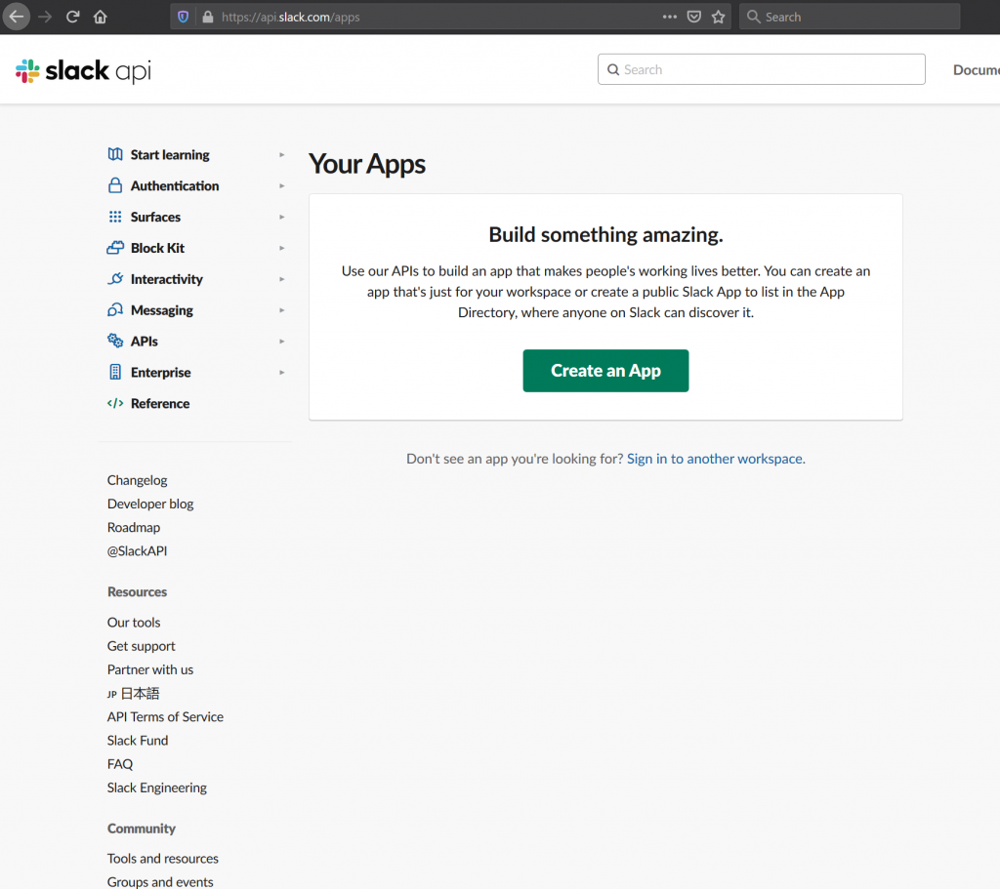 https://api.slack.com/apps
Search
slack api
Search
Docume
Start learning
Authentication
Surfaces
Block Kit
Interactivity
Messaging
APIs
Enterprise
Reference
Changelog
Developer blog
Roadmap
@SlackAPI
Resources
Our tools
Get support
Partner with us
JP 日本語
API Terms of Service
Slack Fund
FAQ
Slack Engineering
Community
Tools and resources
Groups and events
Your Apps
Build something amazing.
Use our APIs to build an app that makes people's working lives better. You can create an
app that's just for your workspace or create a public Slack App to list in the App
Directory, where anyone on Slack can discover it.
Create an App
Don't see an app you're looking for? Sign in to another workspace.